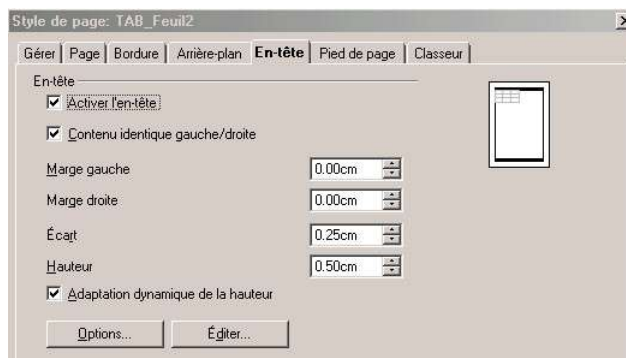 Style de page: TAB_Feuil2
Gérer Page Bordure Arrière-plan En-tête Pied de page Classeur
En-tête
Activer l'en-tête
Contenu identique gauche/droite
Marge gauche 0.00cm
Marge droite 0.00cm
Écart 0.25cm
Hauteur 0.50cm
Adaptation dynamique de la hauteur
Options... Éditer...